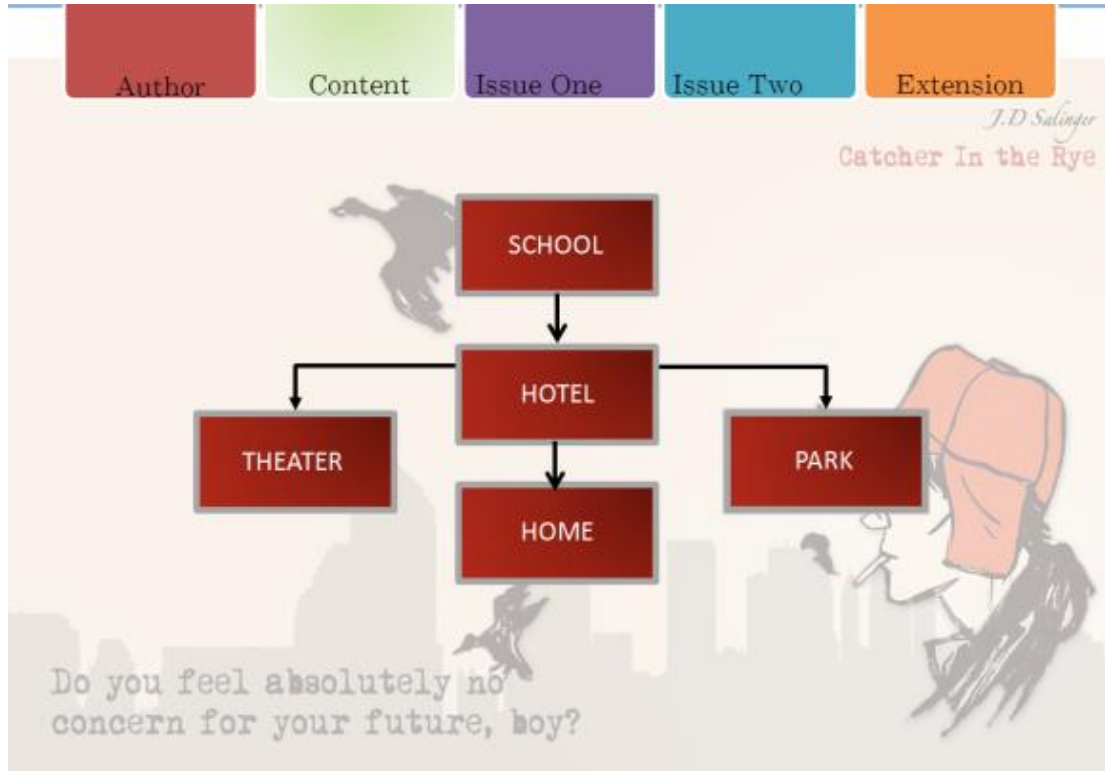 Author
Content
Issue One
Issue Two
Extension
J.D Salinger
Catcher In the Rye
SCHOOL
HOTEL
THEATER
PARK
HOME
Do you feel absolutely no
concern for your future, boy?